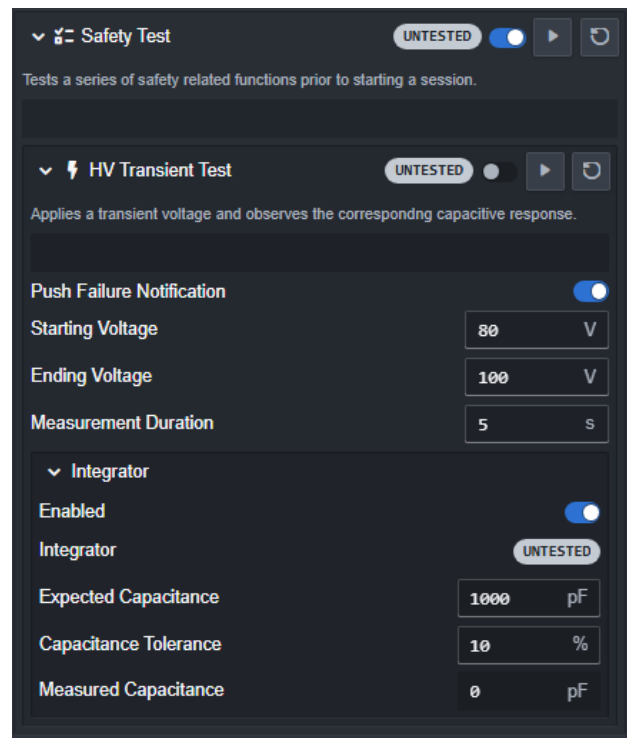 Safety Test UNTESTED
Tests a series of safety related functions prior to starting a session.
HV Transient Test UNTESTED
Applies a transient voltage and observes the correspondng capacitive response.
Push Failure Notification
Starting Voltage 80 V
Ending Voltage 100 V
Measurement Duration 5 s
Integrator
Enabled
Integrator UNTESTED
Expected Capacitance 1000 pF
Capacitance Tolerance 10 %
Measured Capacitance 0 pF